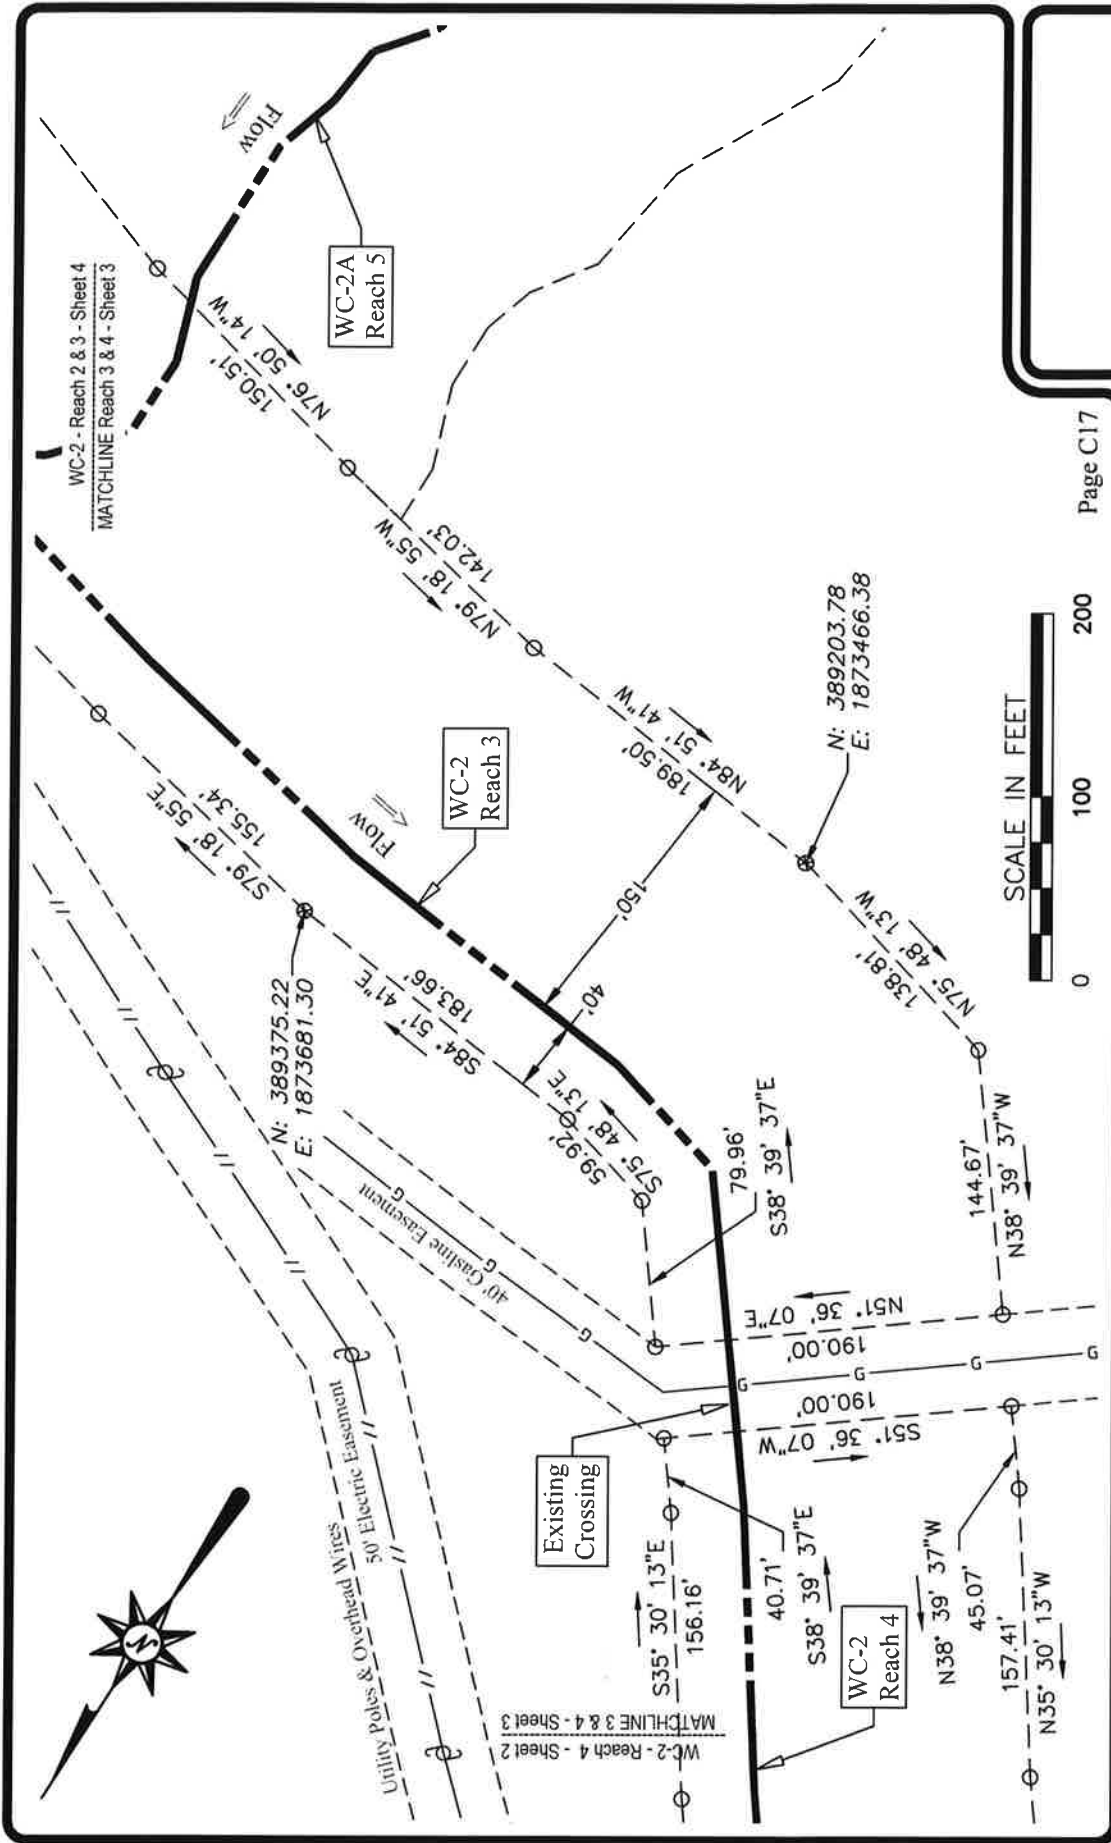 WC-2 - Reach 2 & 3 - Sheet 4
MATCHLINE Reach 3 & 4 - Sheet 3
Flow
WC-2A
Reach 5
N76° 50' 14"W
150.51'
N79° 18' 55"W
142.03'
S79° 18' 55"E
155.34'
Flow
WC-2
Reach 3
N84° 51' 41"W
189.50'
N: 389203.78
E: 1873466.38
N: 389375.22
E: 1873681.30
S84° 51' 41"E
183.66'
150'
40'
N75° 48' 13"W
138.81'
S75° 48' 13"E
59.92'
79.96'
S38° 39' 37"E
144.67'
N38° 39' 37"W
40' Gasline Easement
G
G
G
G
G
G
G
N51° 36' 07"E
190.00'
190.00'
S51° 36' 07"W
Existing
Crossing
Utility Poles & Overhead Wires
50' Electric Easement
N
S35° 30' 13"E
156.16'
40.71'
S38° 39' 37"E
N38° 39' 37"W
45.07'
157.41'
N35° 30' 13"W
WC-2
Reach 4
WC-2 - Reach 4 - Sheet 2
MATCHLINE 3 & 4 - Sheet 3
SCALE IN FEET
0
100
200
Page C17